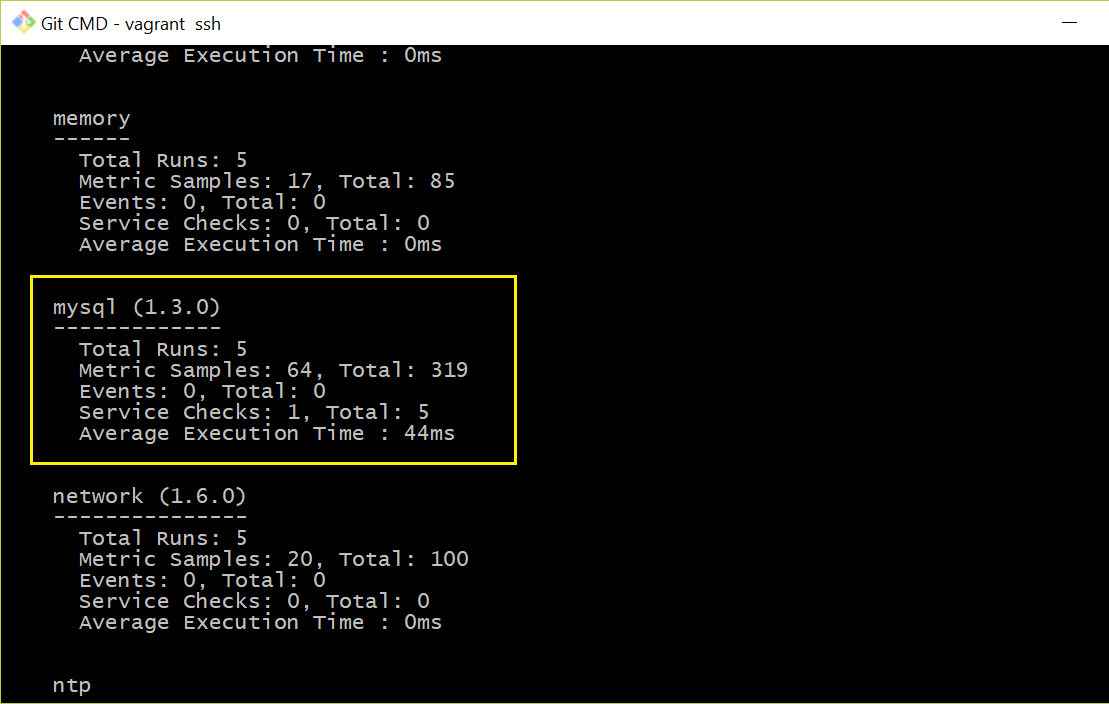 Git CMD - vagrant  ssh
Average Execution Time : 0ms
memory
------
Total Runs: 5
Metric Samples: 17, Total: 85
Events: 0, Total: 0
Service Checks: 0, Total: 0
Average Execution Time : 0ms
mysql (1.3.0)
-------------
Total Runs: 5
Metric Samples: 64, Total: 319
Events: 0, Total: 0
Service Checks: 1, Total: 5
Average Execution Time : 44ms
network (1.6.0)
---------------
Total Runs: 5
Metric Samples: 20, Total: 100
Events: 0, Total: 0
Service Checks: 0, Total: 0
Average Execution Time : 0ms
ntp